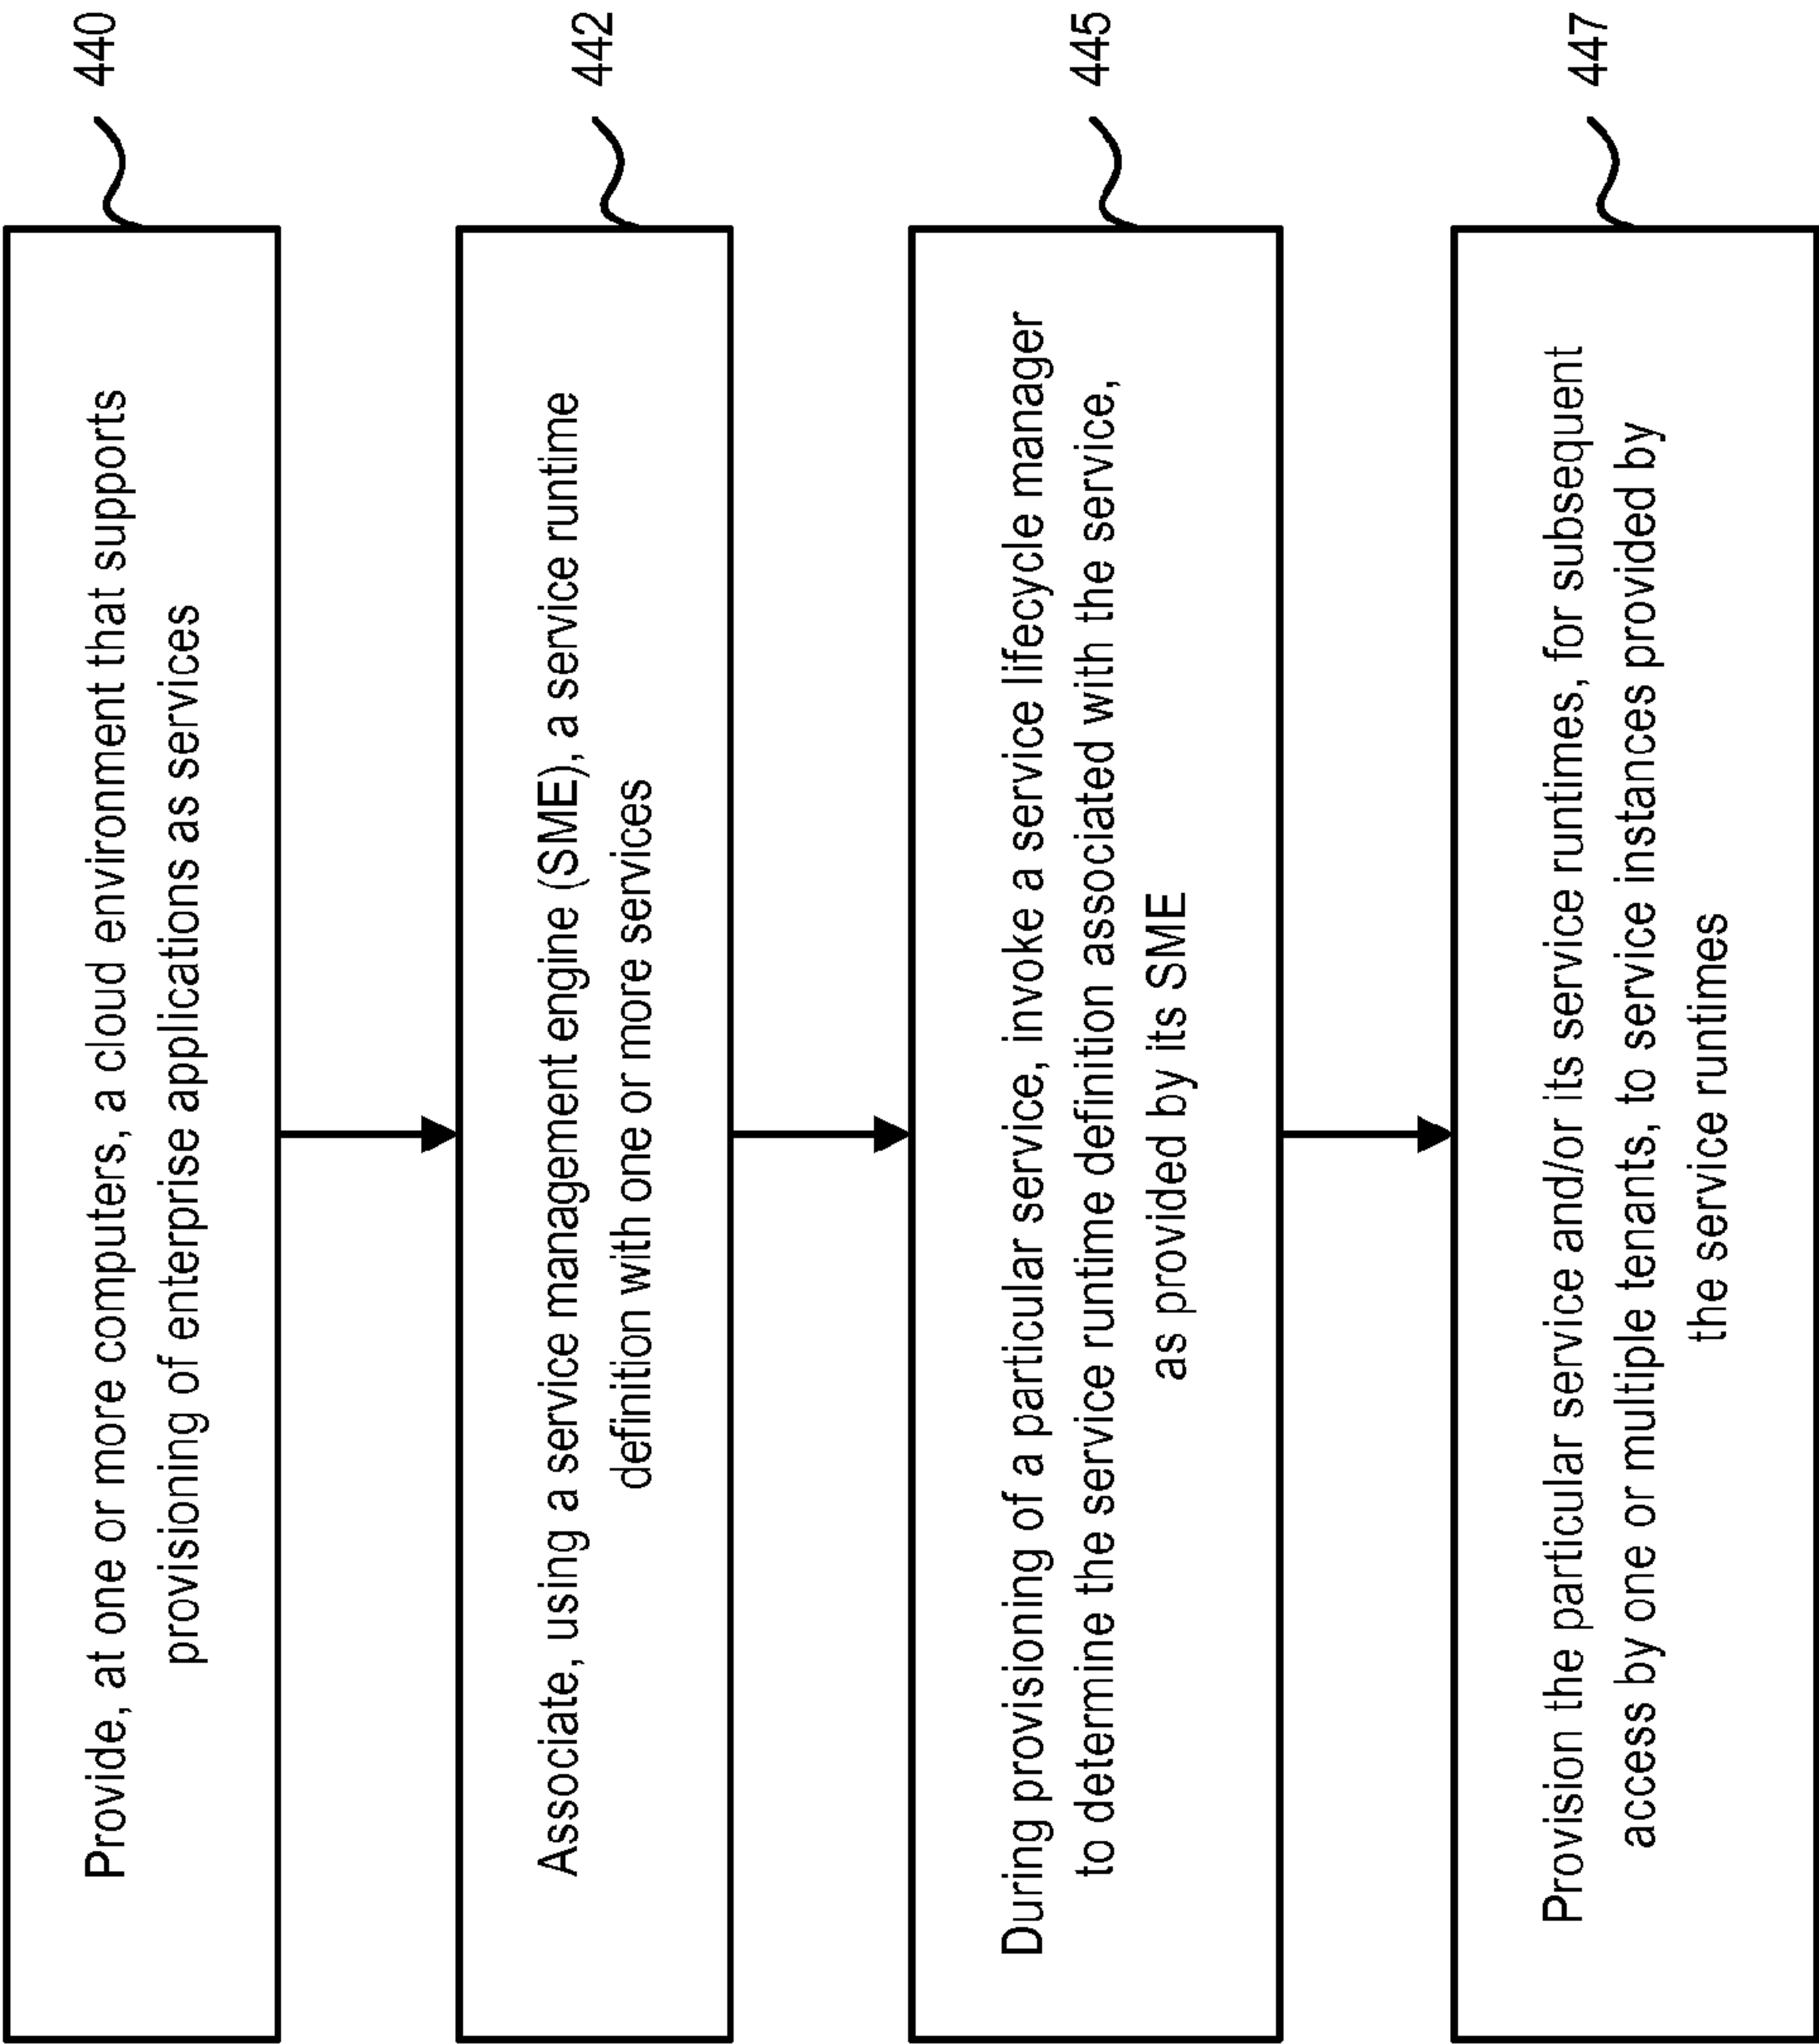 Provide, at one or more computers, a cloud environment that supports
provisioning of enterprise applications as services
440
Associate, using a service management engine (SME), a service runtime
definition with one or more services
442
During provisioning of a particular service, invoke a service lifecycle manager
to determine the service runtime definition associated with the service,
as provided by its SME
445
Provision the particular service and/or its service runtimes, for subsequent
access by one or multiple tenants, to service instances provided by
the service runtimes
447